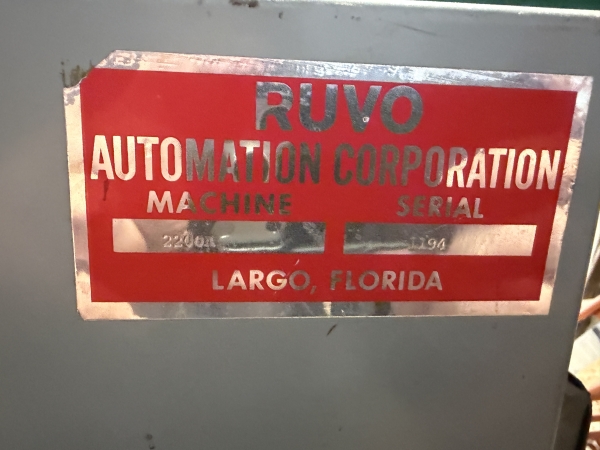 RUVO
AUTOMATION CORPORATION
MACHINE SERIAL
2200A 1194
LARGO, FLORIDA